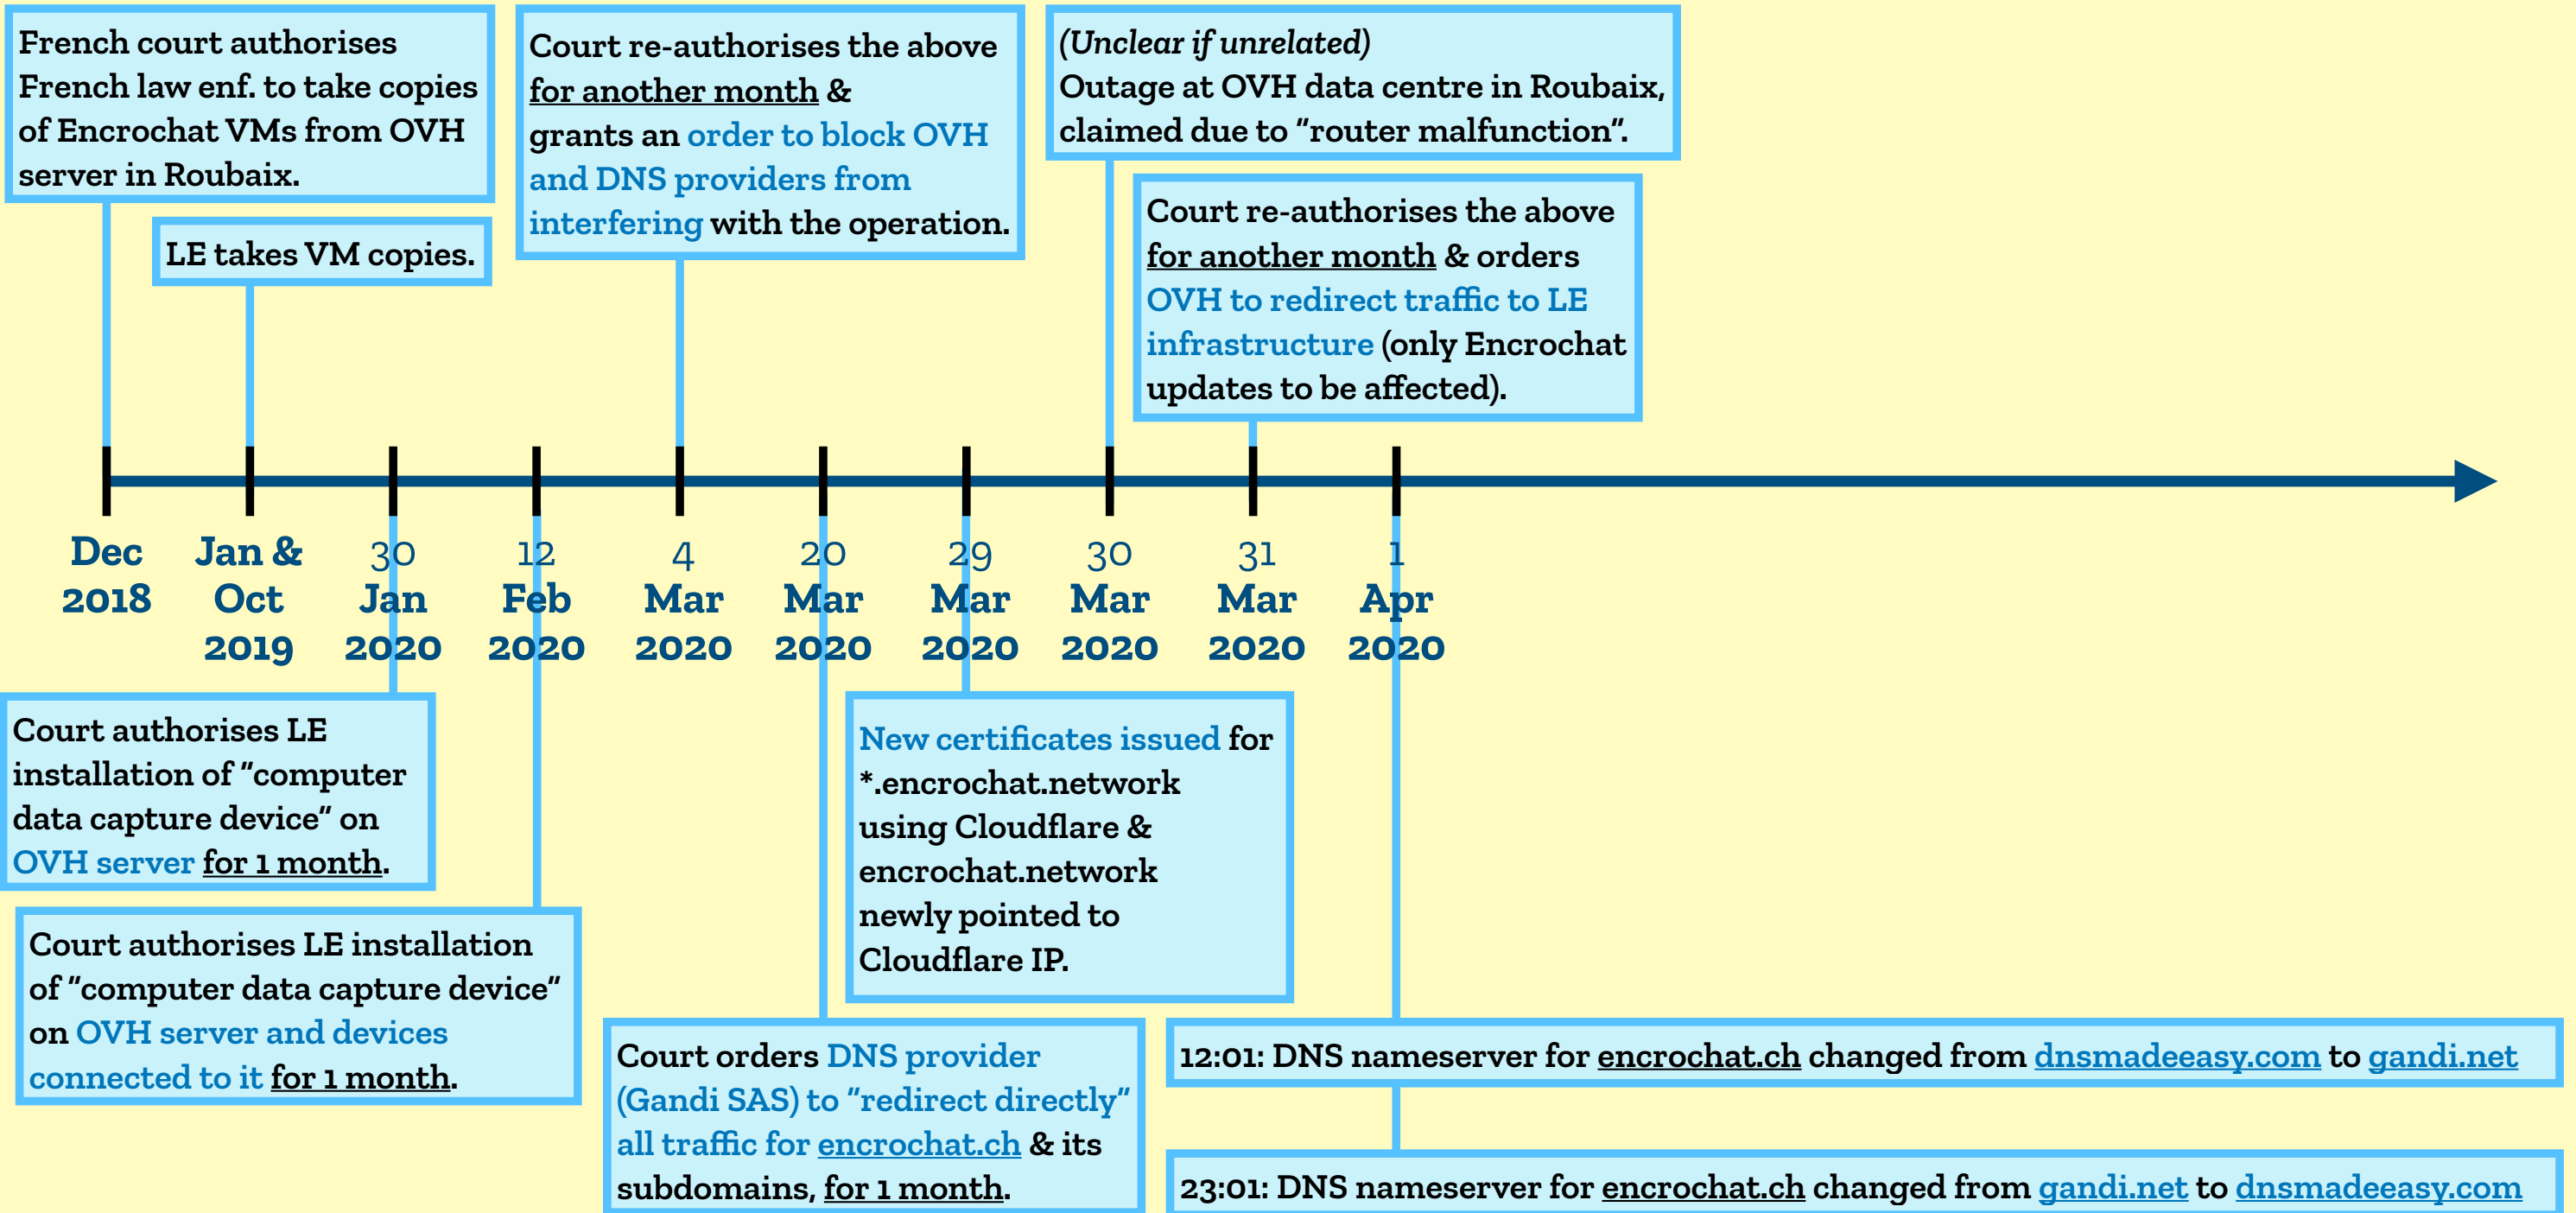 French court authorises
French law enf. to take copies
of Encrochat VMs from OVH
server in Roubaix.
LE takes VM copies.
Court re-authorises the above
for another month &
grants an order to block OVH
and DNS providers from
interfering with the operation.
(Unclear if unrelated)
Outage at OVH data centre in Roubaix,
claimed due to "router malfunction".
Court re-authorises the above
for another month & orders
OVH to redirect traffic to LE
infrastructure (only Encrochat
updates to be affected).
Dec
2018
Jan &
Oct
2019
30
Jan
2020
12
Feb
2020
4
Mar
2020
20
Mar
2020
29
Mar
2020
30
Mar
2020
31
Mar
2020
1
Apr
2020
Court authorises LE
installation of "computer
data capture device" on
OVH server for 1 month.
Court authorises LE installation
of "computer data capture device"
on OVH server and devices
connected to it for 1 month.
Court orders DNS provider
(Gandi SAS) to "redirect directly"
all traffic for encrochat.ch & its
subdomains, for 1 month.
New certificates issued for
*.encrochat.network
using Cloudflare &
encrochat.network
newly pointed to
Cloudflare IP.
12:01: DNS nameserver for encrochat.ch changed from dnsmadeeasy.com to gandi.net
23:01: DNS nameserver for encrochat.ch changed from gandi.net to dnsmadeeasy.com